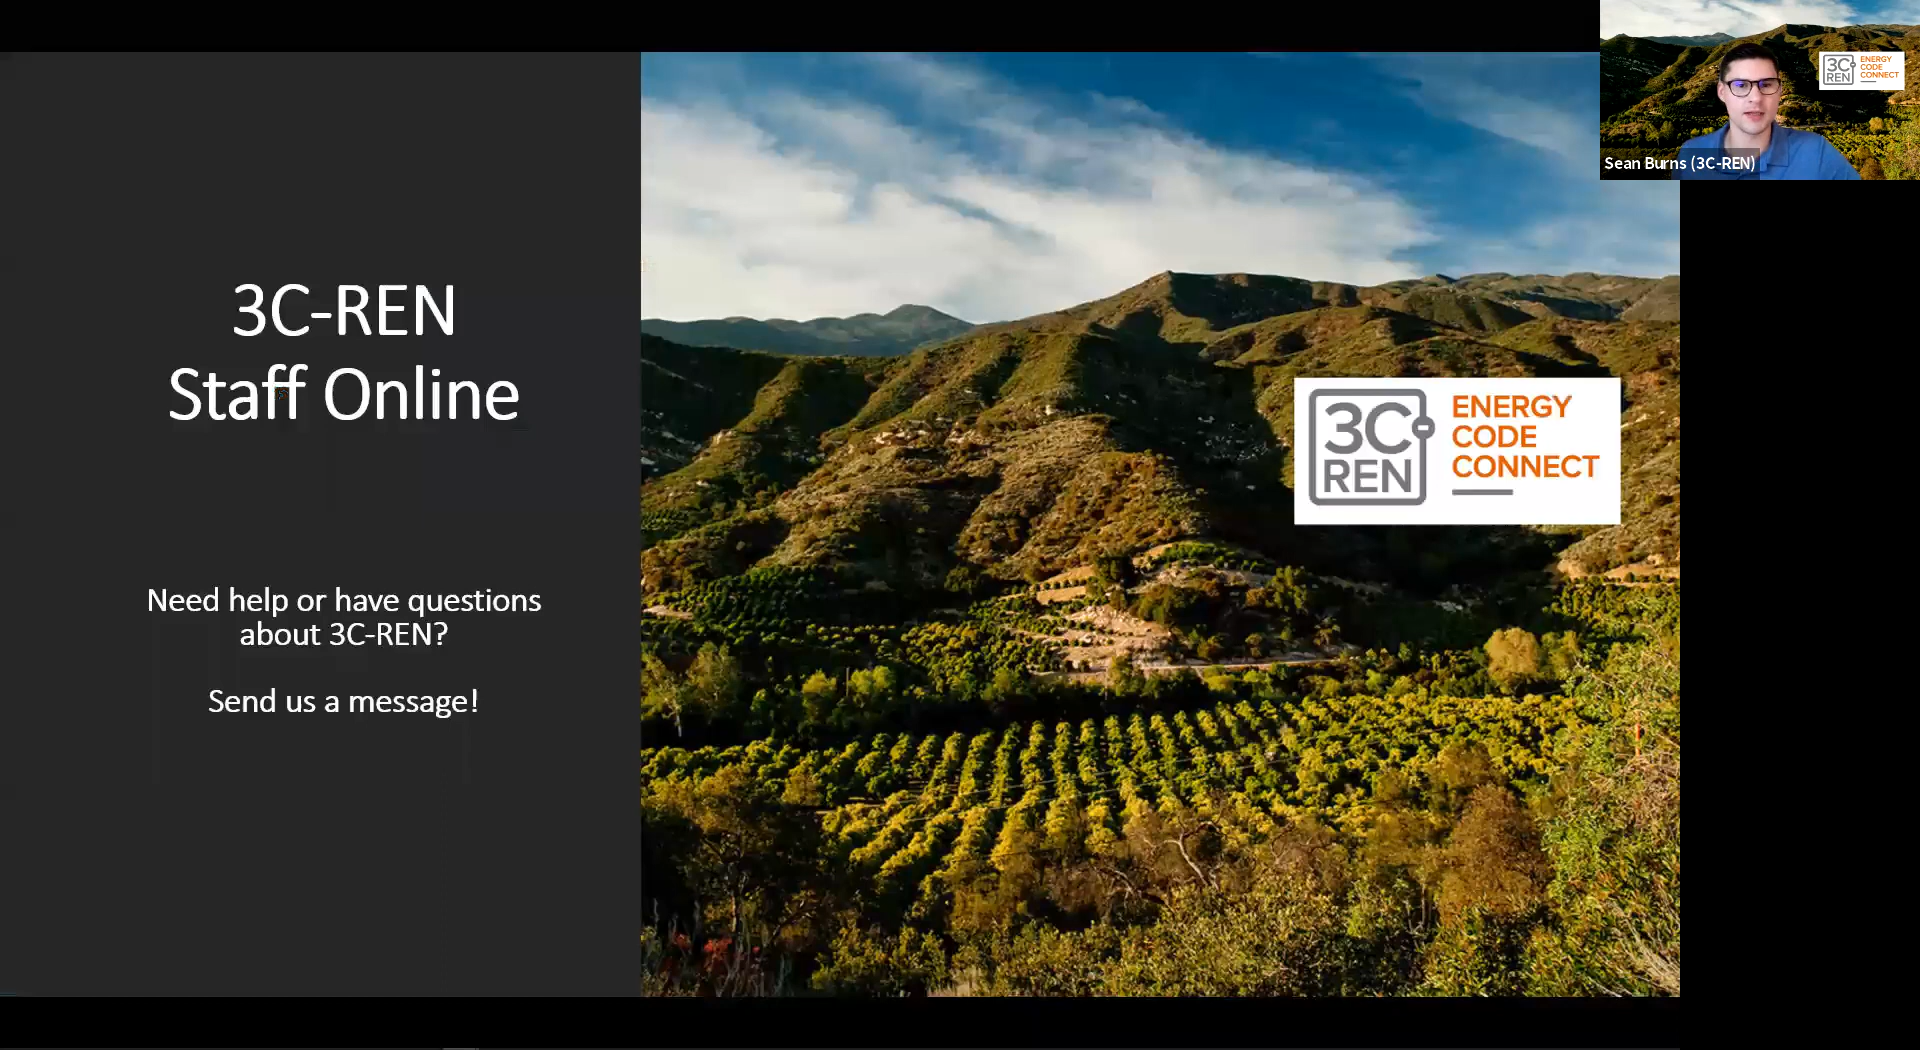 3C-REN
Staff Online
Need help or have questions
about 3C-REN?
Send us a message!
3C-
REN
ENERGY
CODE
CONNECT
3C-
REN
ENERGY
CODE
CONNECT
Sean Burns (3C-REN)